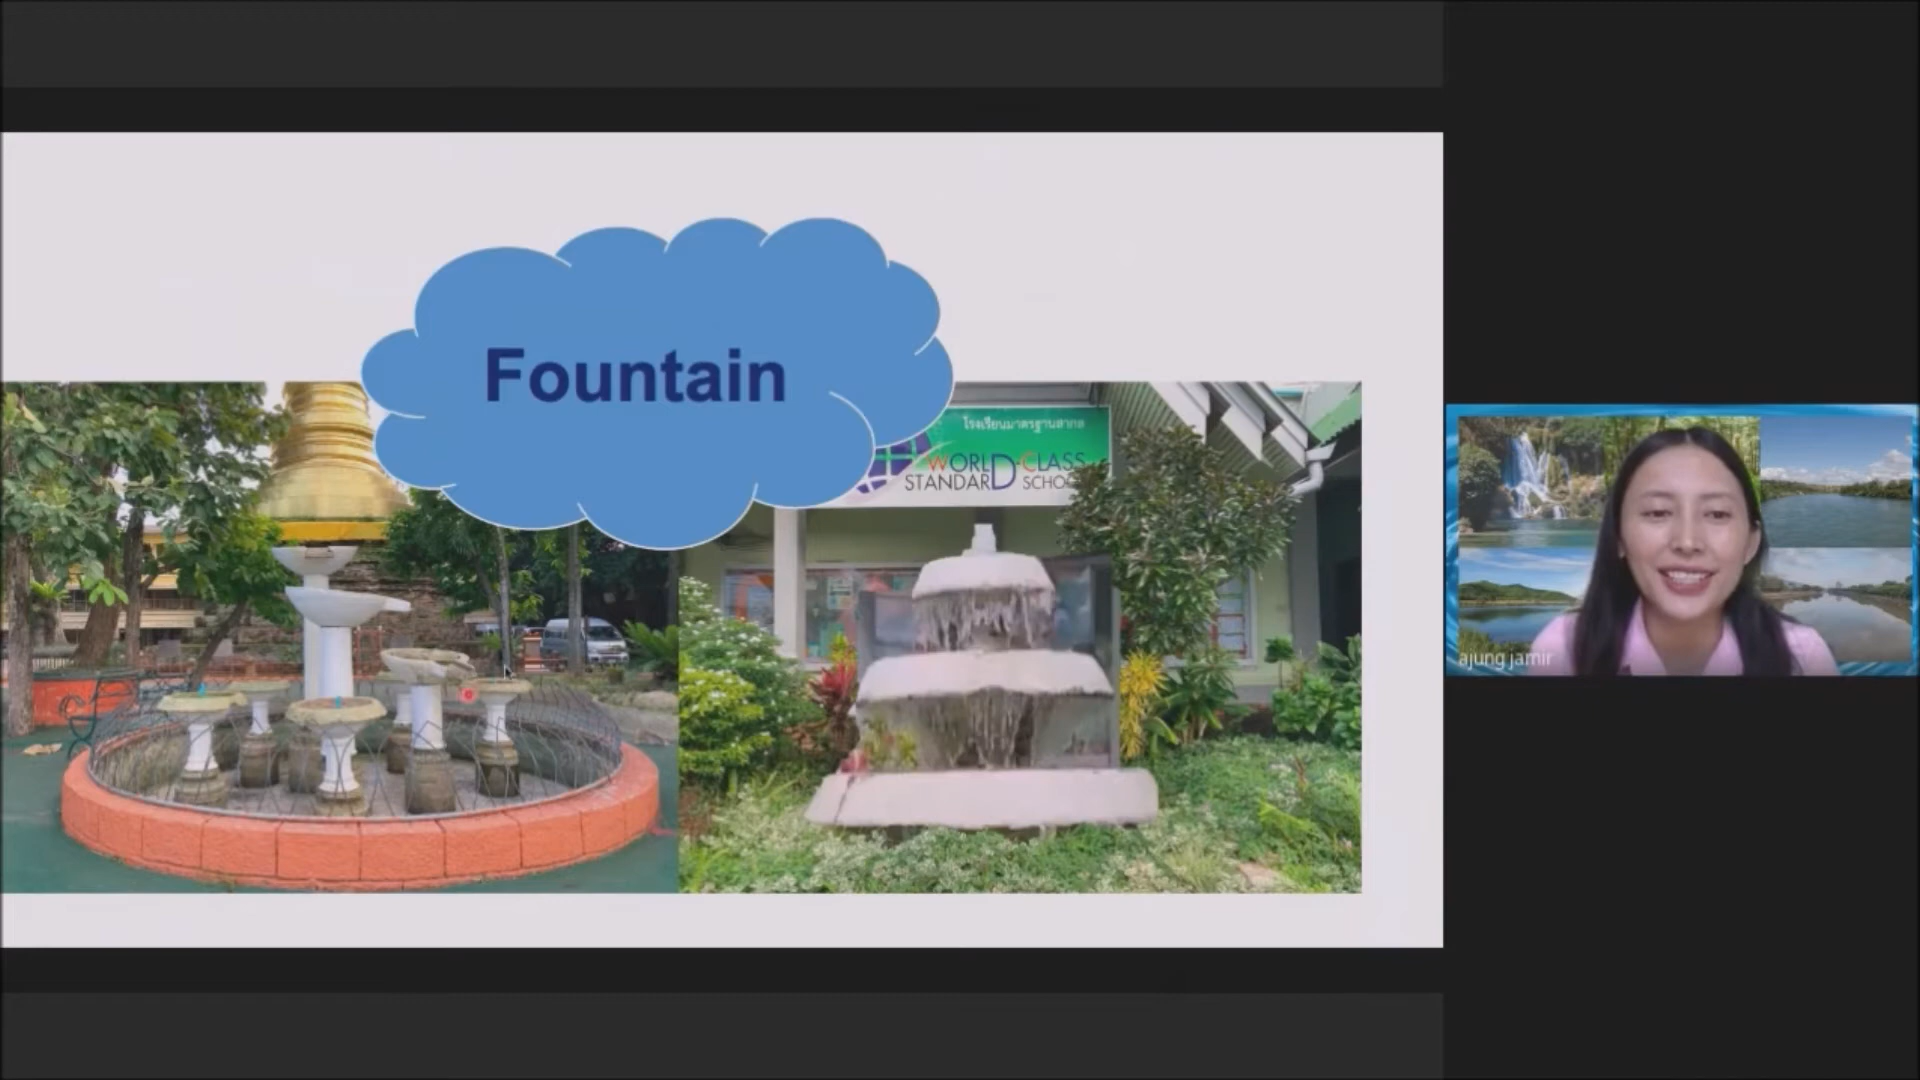 Fountain
โรงเรียนมาตรฐานสากล
WORLD-CLASS
STANDARD SCHOOL
ajung jamir